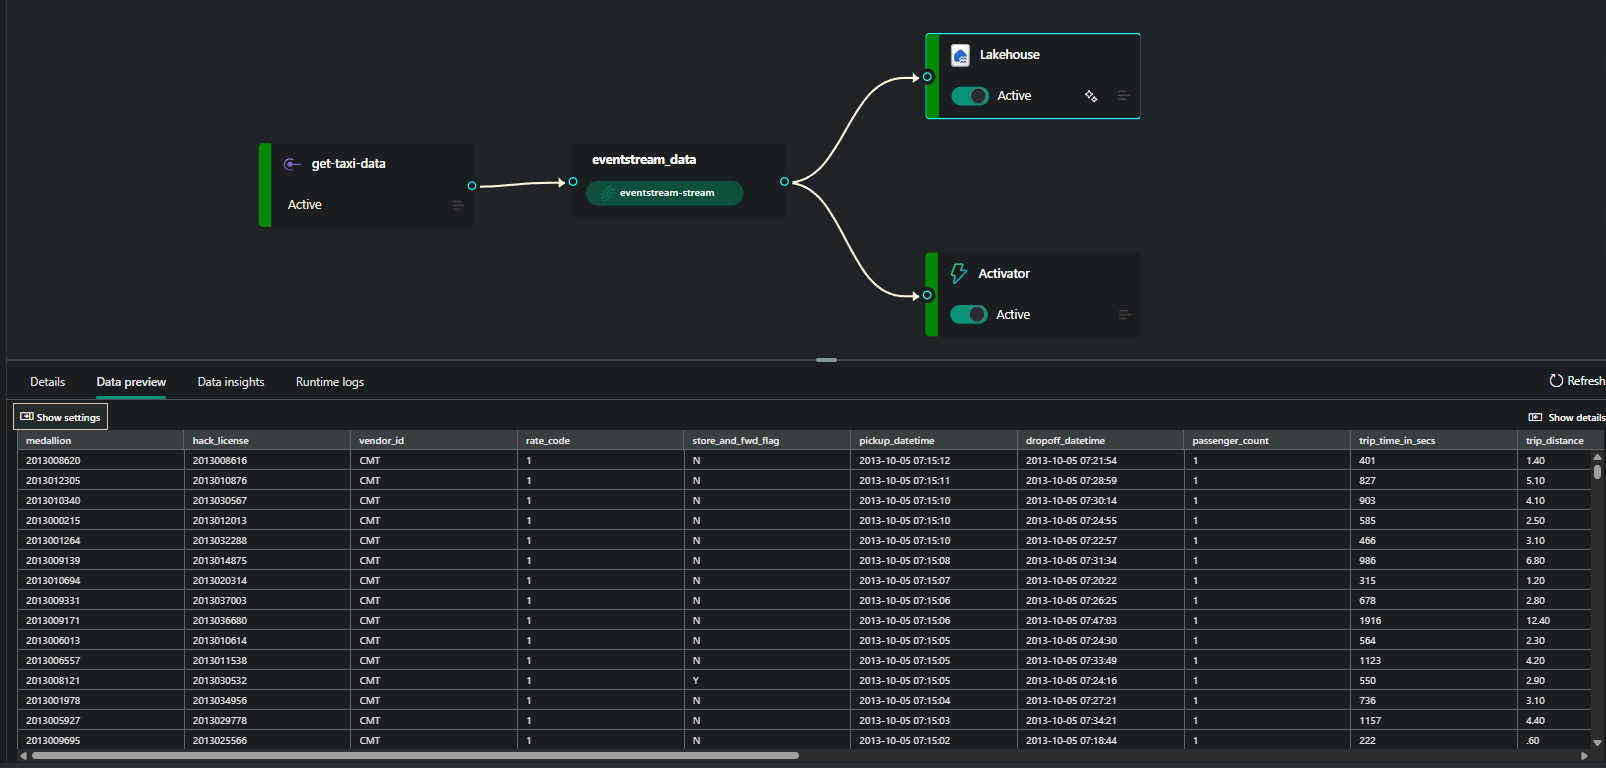 Lakehouse
Active
get-taxi-data
Active
eventstream_data
eventstream-stream
Activator
Active
Details Data preview Data insights Runtime logs Refresh
Show settings Show details
medallion hack_license vendor_id rate_code store_and_fwd_flag pickup_datetime dropoff_datetime passenger_count trip_time_in_secs trip_distance
2013008620 2013008616 CMT 1 N 2013-10-05 07:15:12 2013-10-05 07:21:54 1 401 1.40
2013012305 2013010876 CMT 1 N 2013-10-05 07:15:11 2013-10-05 07:28:59 1 827 5.10
2013010340 2013030567 CMT 1 N 2013-10-05 07:15:10 2013-10-05 07:30:14 1 903 4.10
2013000215 2013012013 CMT 1 N 2013-10-05 07:15:10 2013-10-05 07:24:55 1 585 2.50
2013001264 2013032288 CMT 1 N 2013-10-05 07:15:10 2013-10-05 07:22:57 1 466 3.10
2013009139 2013014875 CMT 1 N 2013-10-05 07:15:08 2013-10-05 07:31:34 1 986 6.80
2013010694 2013020314 CMT 1 N 2013-10-05 07:15:07 2013-10-05 07:20:22 1 315 1.20
2013009331 2013037003 CMT 1 N 2013-10-05 07:15:06 2013-10-05 07:26:25 1 678 2.80
2013009171 2013036680 CMT 1 N 2013-10-05 07:15:06 2013-10-05 07:47:03 1 1916 12.40
2013006013 2013010614 CMT 1 N 2013-10-05 07:15:05 2013-10-05 07:24:30 1 564 2.30
2013006557 2013011538 CMT 1 N 2013-10-05 07:15:05 2013-10-05 07:33:49 1 1123 4.20
2013008121 2013030532 CMT 1 Y 2013-10-05 07:15:05 2013-10-05 07:24:16 1 550 2.90
2013001978 2013034956 CMT 1 N 2013-10-05 07:15:04 2013-10-05 07:27:21 1 736 3.10
2013005927 2013029778 CMT 1 N 2013-10-05 07:15:03 2013-10-05 07:34:21 1 1157 4.40
2013009695 2013025566 CMT 1 N 2013-10-05 07:15:02 2013-10-05 07:18:44 1 222 .60